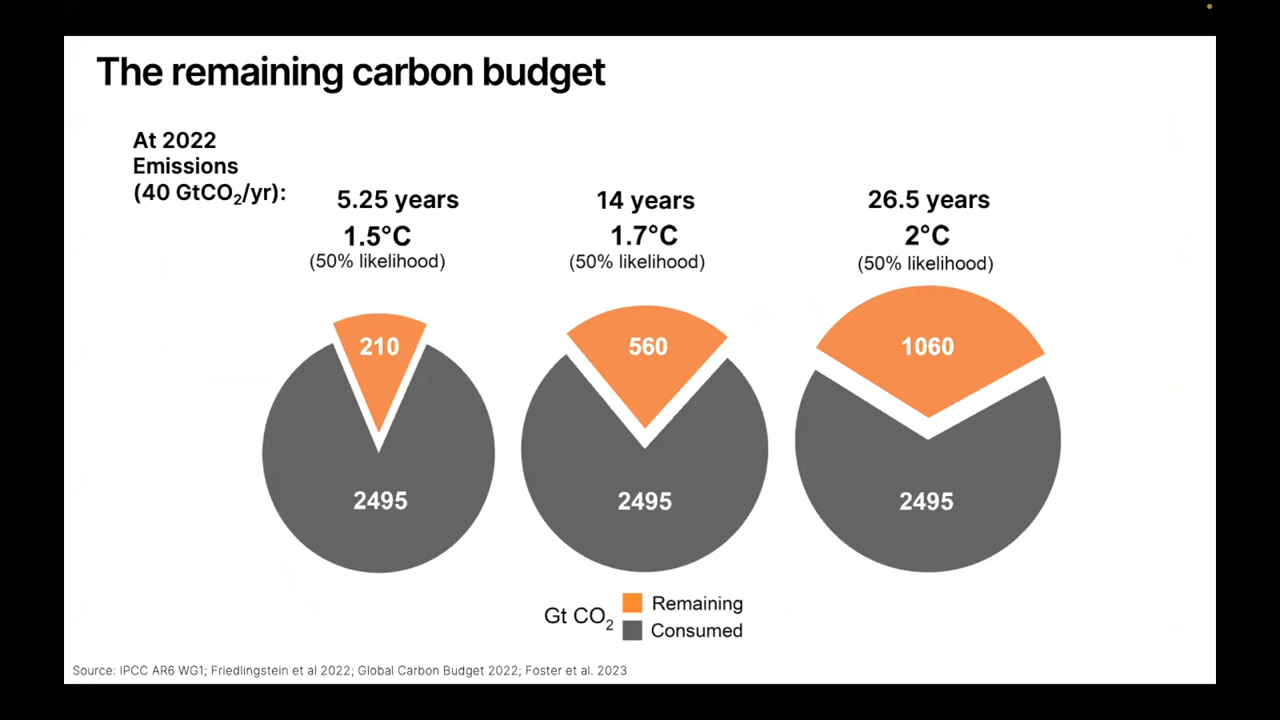 The remaining carbon budget
At 2022
Emissions
(40 GtCO₂/yr):
5.25 years
1.5°C
(50% likelihood)
14 years
1.7°C
(50% likelihood)
26.5 years
2°C
(50% likelihood)
210
2495
560
2495
1060
2495
Gt CO₂
Remaining
Consumed
Source: IPCC AR6 WG1; Friedlingstein et al 2022; Global Carbon Budget 2022; Foster et al. 2023